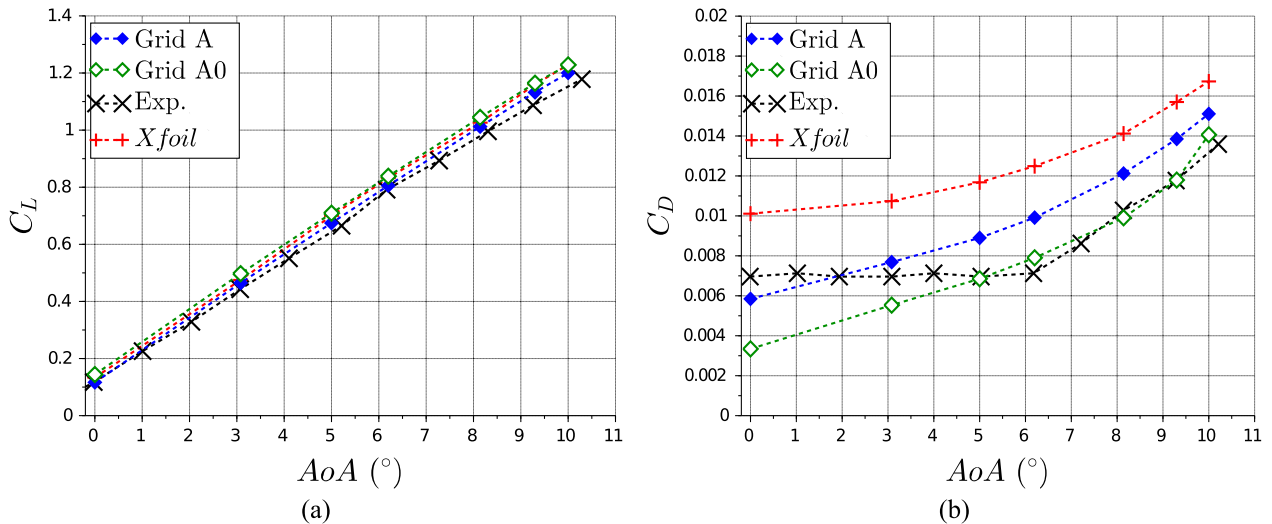 1.4
1.2
1
0.8
0.6
0.4
0.2
0
C_L
Grid A
Grid A0
Exp.
Xfoil
0 1 2 3 4 5 6 7 8 9 10 11
AoA (°)
(a)
0.02
0.018
0.016
0.014
0.012
0.01
0.008
0.006
0.004
0.002
0
C_D
Grid A
Grid A0
Exp.
Xfoil
0 1 2 3 4 5 6 7 8 9 10 11
AoA (°)
(b)